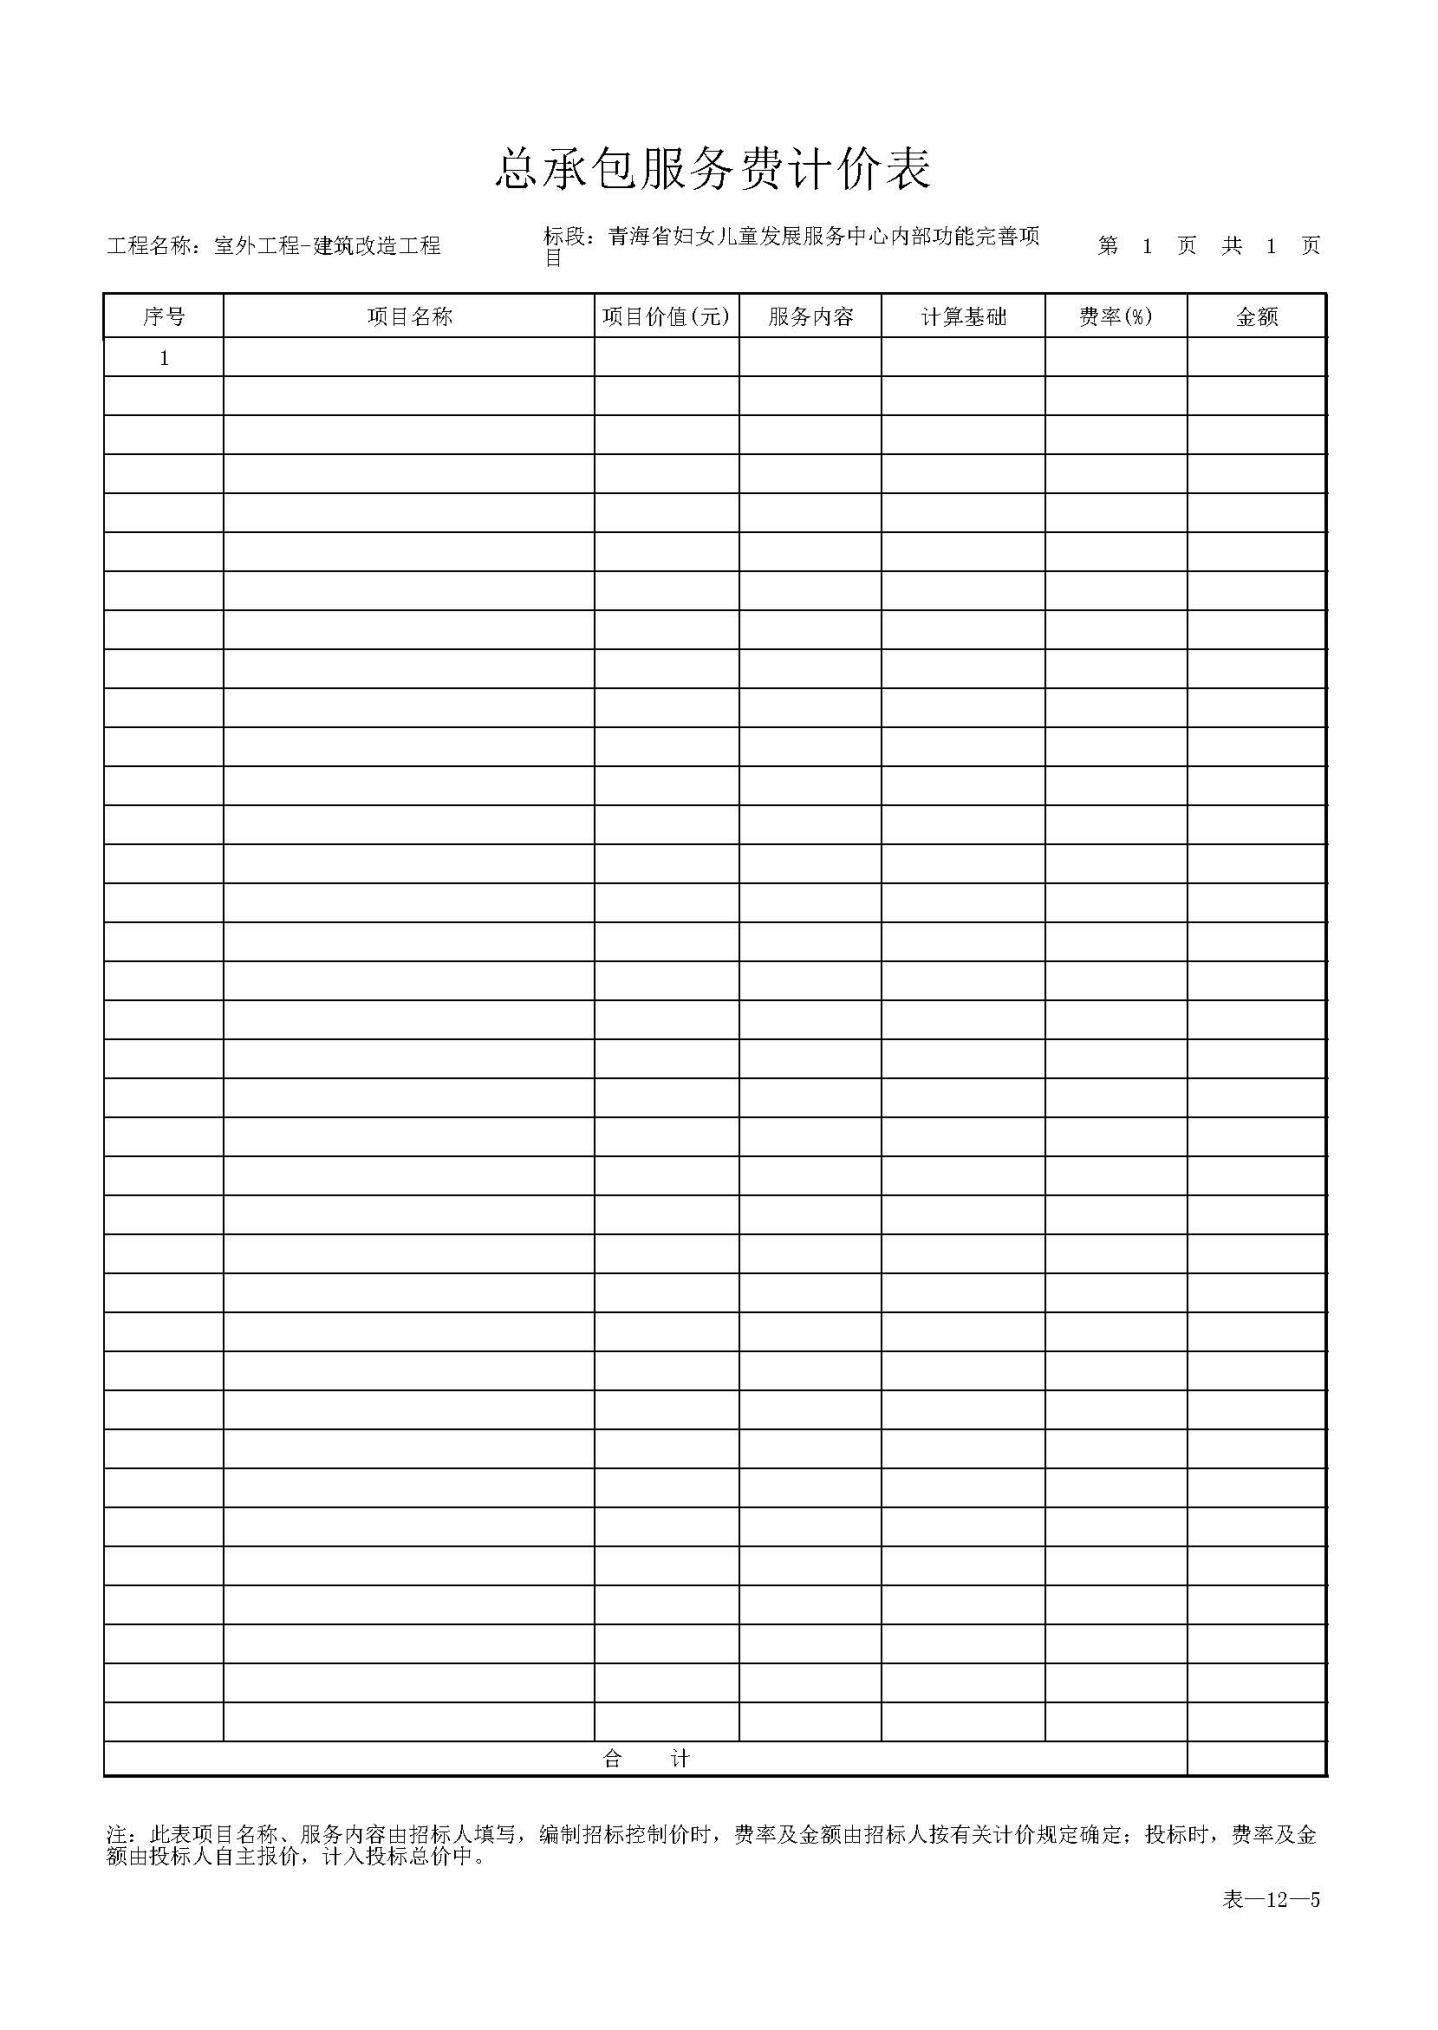 总承包服务费计价表
工程名称：室外工程-建筑改造工程
标段：青海省妇女儿童发展服务中心内部功能完善项
目
第 1 页 共 1 页
序号 项目名称 项目价值(元) 服务内容 计算基础 费率(%) 金额
1
合 计
注：此表项目名称、服务内容由招标人填写，编制招标控制价时，费率及金额由招标人按有关计价规定确定；投标时，费率及金
额由投标人自主报价，计入投标总价中。
表—12—5